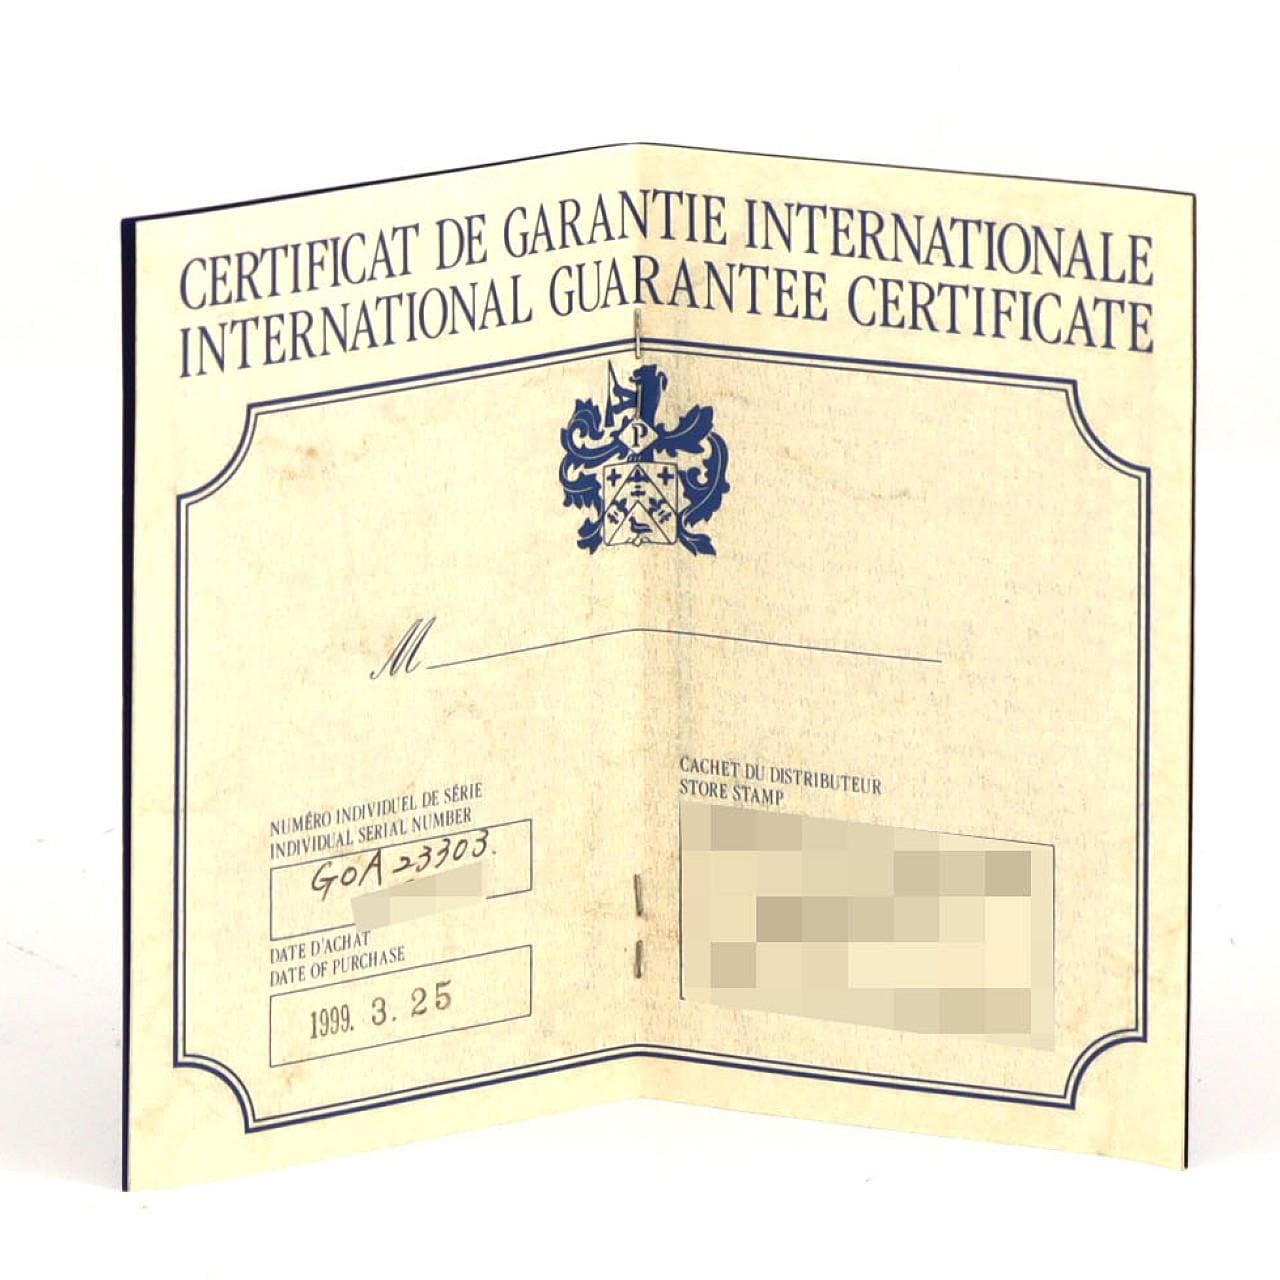 CERTIFICAT DE GARANTIE INTERNATIONALE
INTERNATIONAL GUARANTEE CERTIFICATE
P
M
NUMÉRO INDIVIDUEL DE SÉRIE
INDIVIDUAL SERIAL NUMBER
GOA 23303.
DATE D'ACHAT
DATE OF PURCHASE
1999. 3. 25
CACHET DU DISTRIBUTEUR
STORE STAMP